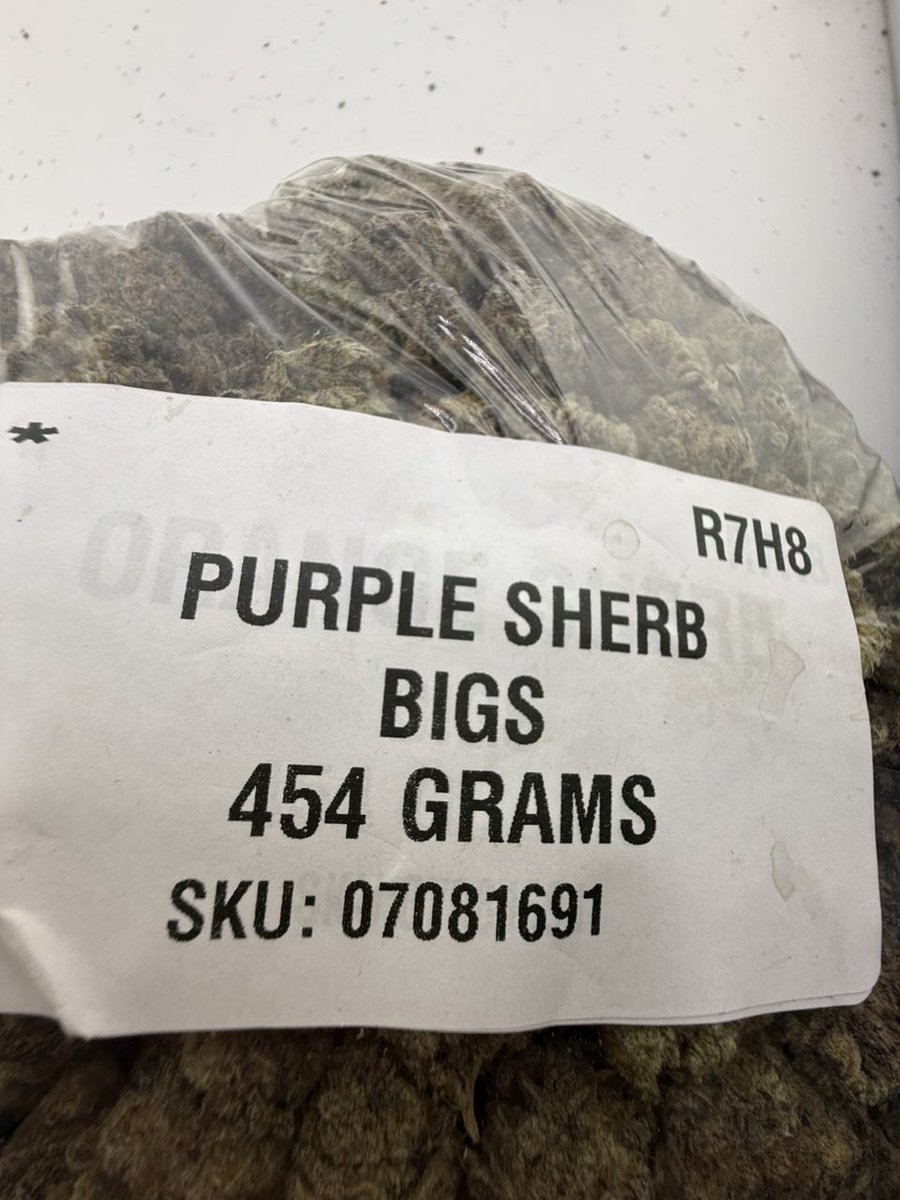 *
R7H8
PURPLE SHERB
BIGS
454 GRAMS
SKU: 07081691